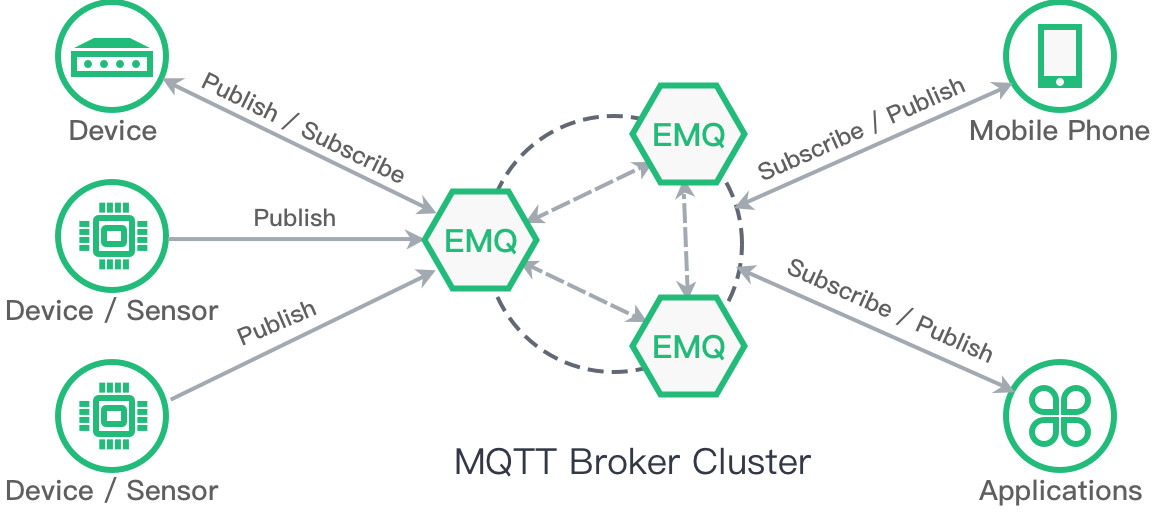 Device
Publish / Subscribe
Device / Sensor
Publish
Device / Sensor
Publish
EMQ
EMQ
EMQ
MQTT Broker Cluster
Subscribe / Publish
Mobile Phone
Subscribe / Publish
Applications